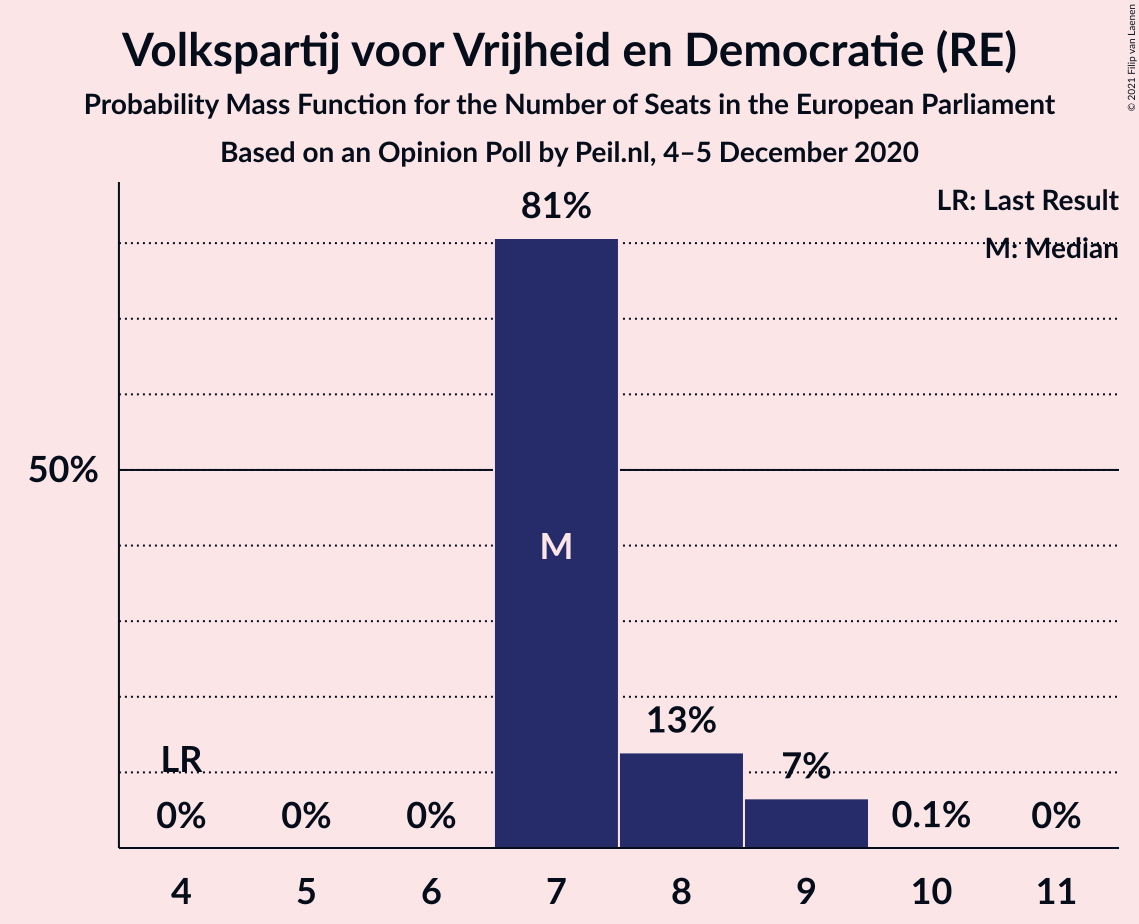 Volkspartij voor Vrijheid en Democratie (RE)
Probability Mass Function for the Number of Seats in the European Parliament
Based on an Opinion Poll by Peil.nl, 4–5 December 2020
© 2021 Filip van Laenen
LR: Last Result
M: Median
81%
50%
M
13%
LR
7%
0%
0%
0%
0.1%
0%
4 5 6 7 8 9 10 11